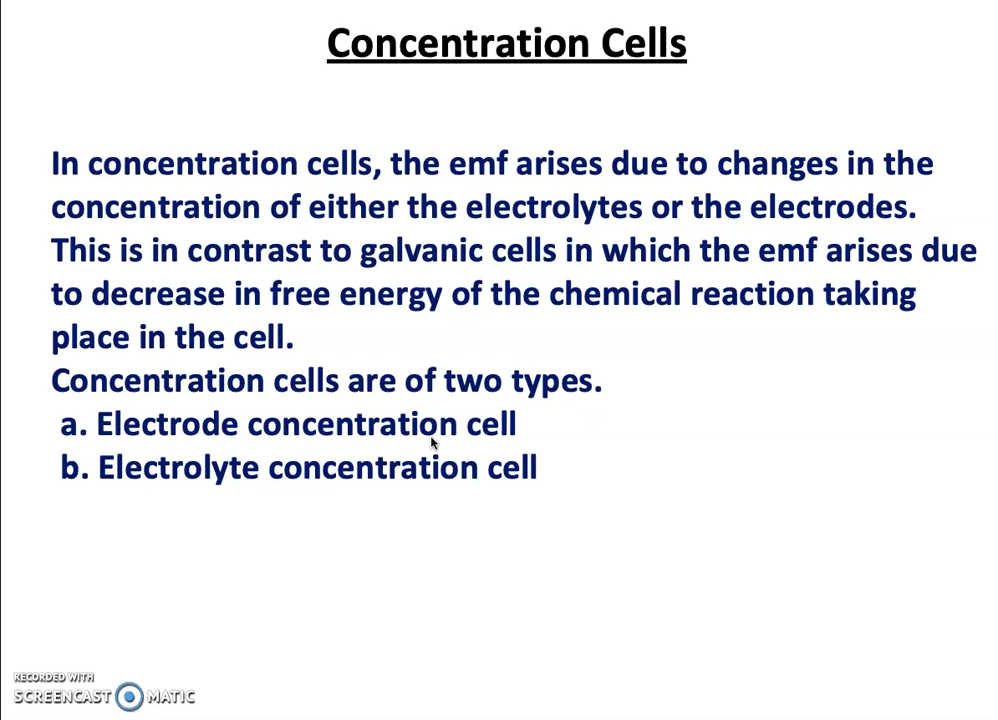 Concentration Cells
In concentration cells, the emf arises due to changes in the
concentration of either the electrolytes or the electrodes.
This is in contrast to galvanic cells in which the emf arises due
to decrease in free energy of the chemical reaction taking
place in the cell.
Concentration cells are of two types.
a. Electrode concentration cell
b. Electrolyte concentration cell
RECORDED WITH
SCREENCAST MATIC